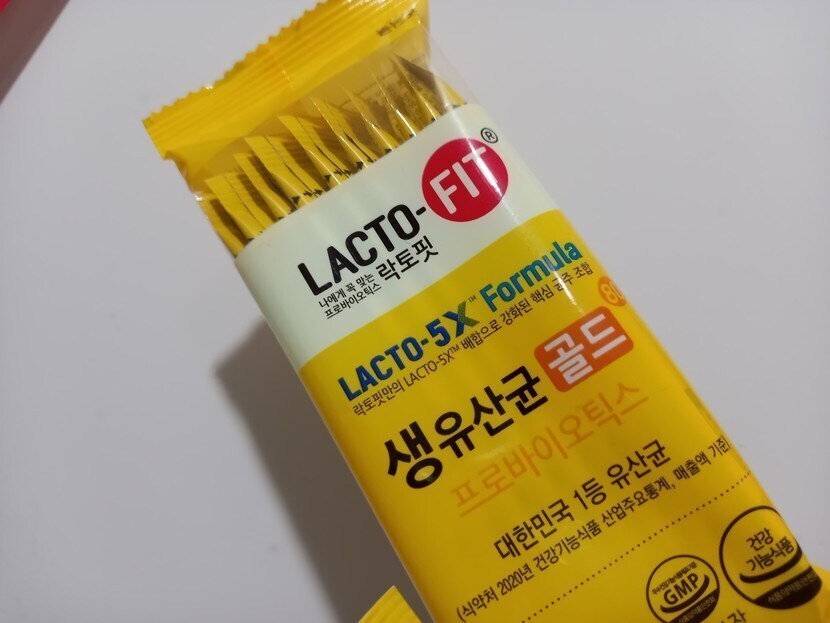 LACTO-FIT®
나에게 꼭 맞는
프로바이오틱스 락토핏
LACTO-5X™ Formula
락토핏만의 LACTO-5X™ 배합으로 강화된 핵심 균주 조합
생유산균 골드
프로바이오틱스
대한민국 1등 유산균
(식약처 2020년 건강기능식품 산업주요통계, 매출액 기준)
GMP
건강
기능식품